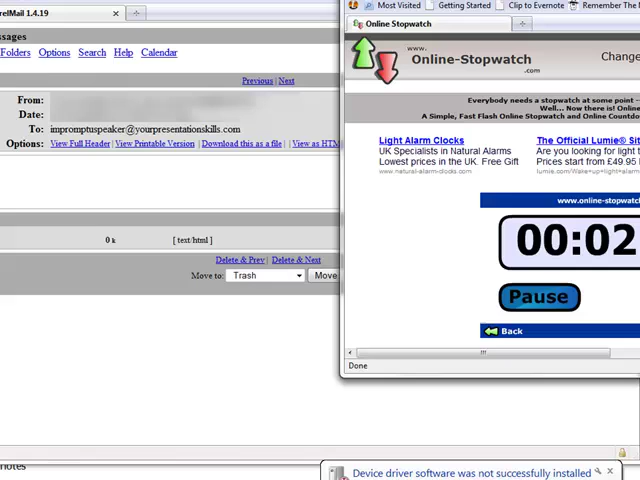 relMail 1.4.19
ssages
Folders Options Search Help Calendar
Previous | Next
From:
Date:
To: impromptuspeaker@yourpresentationskills.com
Options: View Full Header | View Printable Version | Download this as a file | View as HTM
0 k [ text/html ]
Delete & Prev | Delete & Next
Move to: Trash Move
notes
Most Visited Getting Started Clip to Evernote Remember The M
Online Stopwatch
www.
Online-Stopwatch
.com
Change
Everybody needs a stopwatch at some point --
Well.. Now there is! Online
A Simple, Fast Flash Online Stopwatch and Online Countdo
Light Alarm Clocks
UK Specialists in Natural Alarms
Lowest prices in the UK. Free Gift
www.natural-alarm-clocks.com
The Official Lumie® Sit
Are you looking for light t
Prices start from £49.95
lumie.com/Wake+up+light+alarm
www.online-stopwatc
00:02
Pause
Back
Done
Device driver software was not successfully installed